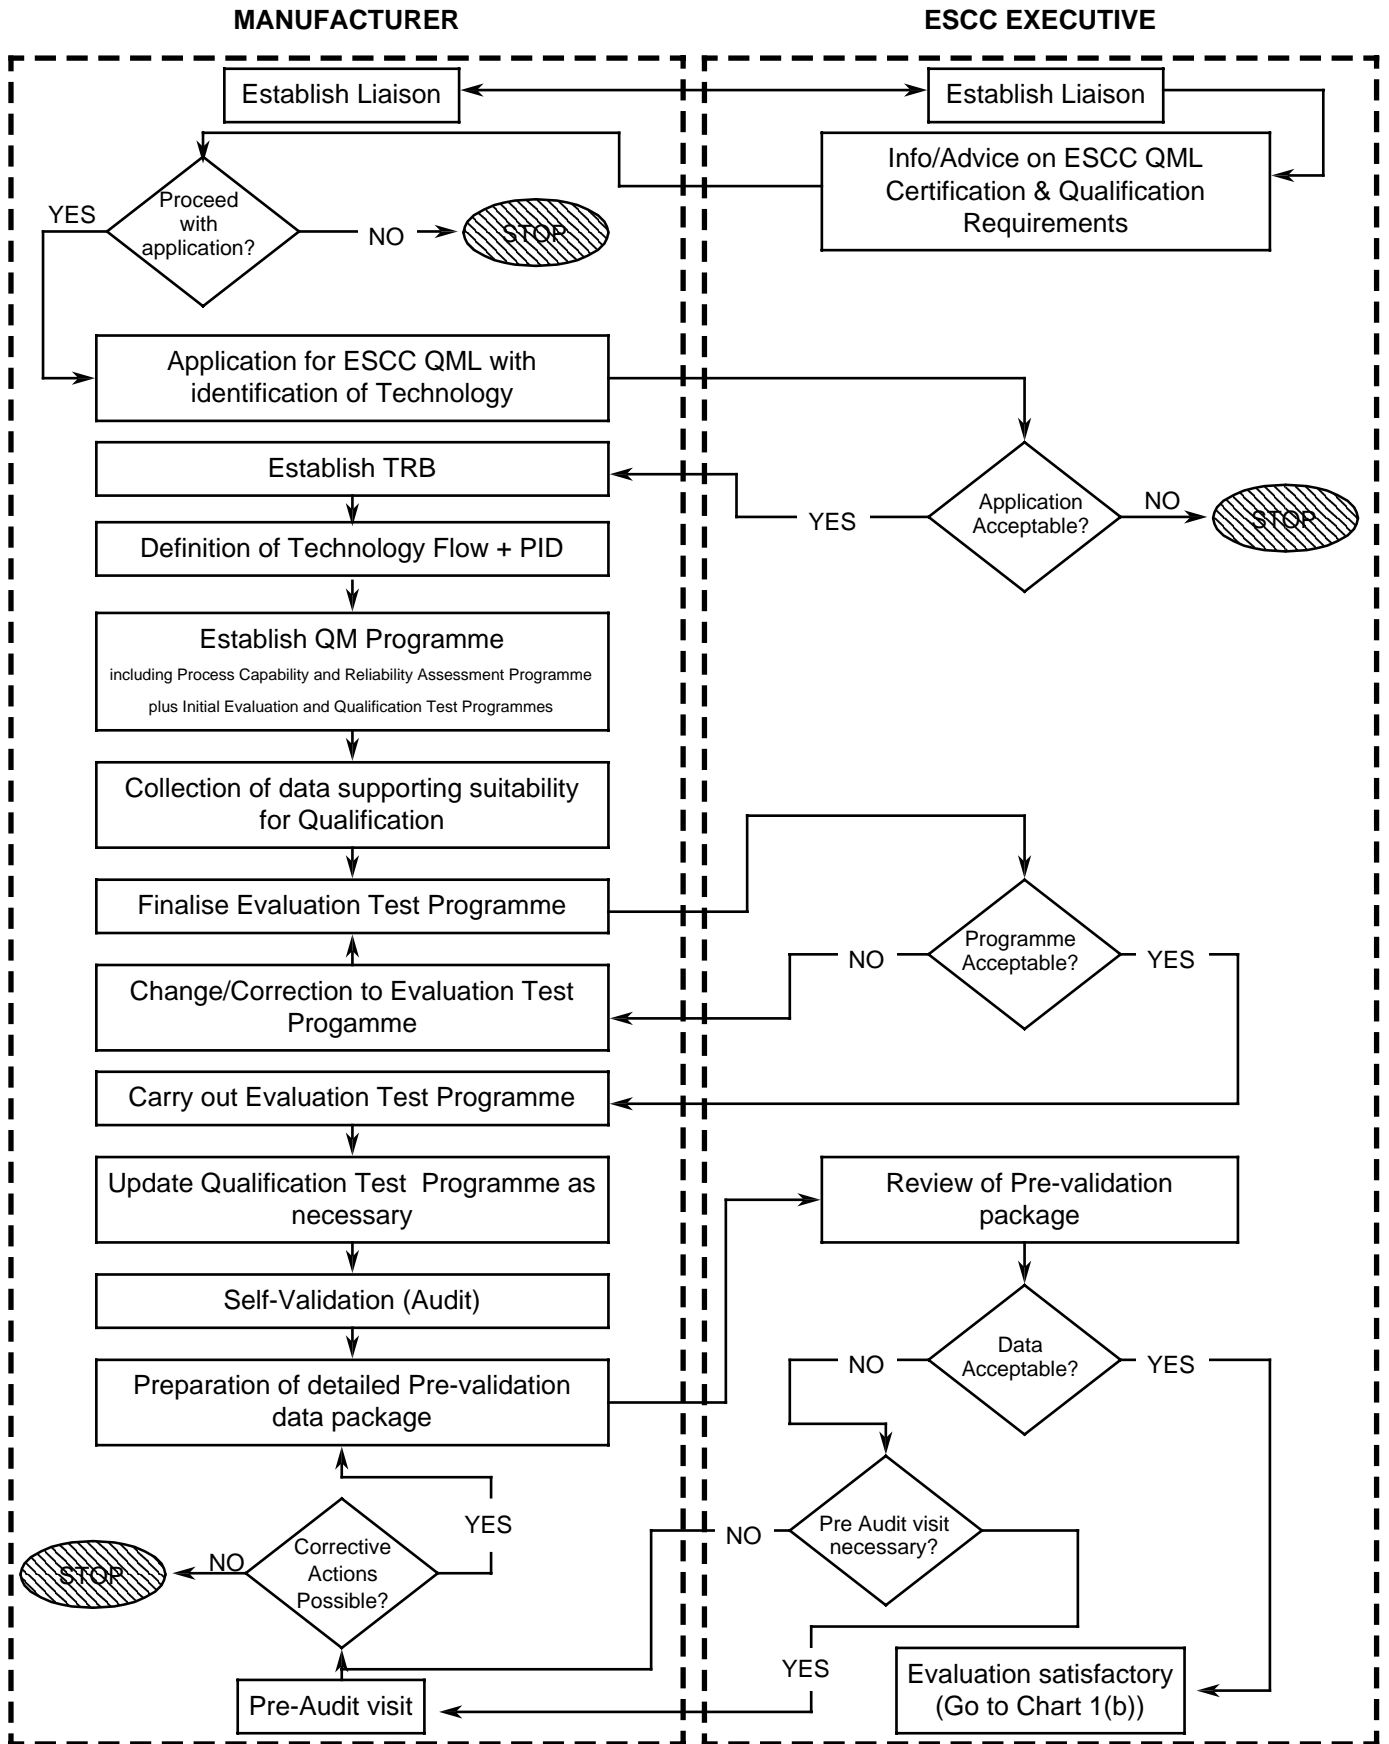 MANUFACTURER
ESCC EXECUTIVE
Establish Liaison
Establish Liaison
Info/Advice on ESCC QML
Certification & Qualification
Requirements
Proceed
with
application?
YES
NO
STOP
Application for ESCC QML with
identification of Technology
Establish TRB
Application
Acceptable?
YES
NO
STOP
Definition of Technology Flow + PID
Establish QM Programme
including Process Capability and Reliability Assessment Programme
plus Initial Evaluation and Qualification Test Programmes
Collection of data supporting suitability
for Qualification
Finalise Evaluation Test Programme
Programme
Acceptable?
NO
YES
Change/Correction to Evaluation Test
Progamme
Carry out Evaluation Test Programme
Update Qualification Test  Programme as
necessary
Review of Pre-validation
package
Self-Validation (Audit)
Data
Acceptable?
NO
YES
Preparation of detailed Pre-validation
data package
Pre Audit visit
necessary?
NO
YES
Corrective
Actions
Possible?
YES
NO
STOP
Pre-Audit visit
Evaluation satisfactory
(Go to Chart 1(b))